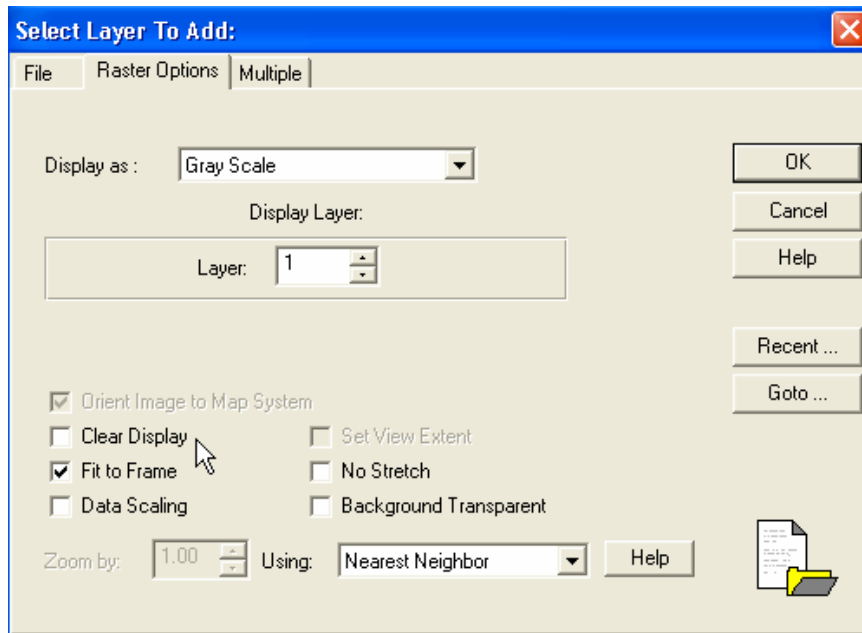 Select Layer To Add:
File Raster Options Multiple
Display as : Gray Scale
OK
Display Layer:
Cancel
Layer: 1
Help
Recent ...
Orient Image to Map System
Goto ...
Clear Display Set View Extent
Fit to Frame No Stretch
Data Scaling Background Transparent
Zoom by: 1.00 Using: Nearest Neighbor Help